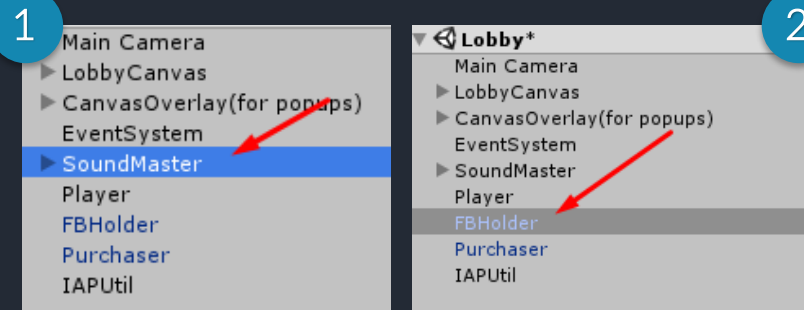 1
Main Camera
LobbyCanvas
CanvasOverlay(for popups)
EventSystem
SoundMaster
Player
FBHolder
Purchaser
IAPUtil
2
Lobby*
Main Camera
LobbyCanvas
CanvasOverlay(for popups)
EventSystem
SoundMaster
Player
FBHolder
Purchaser
IAPUtil